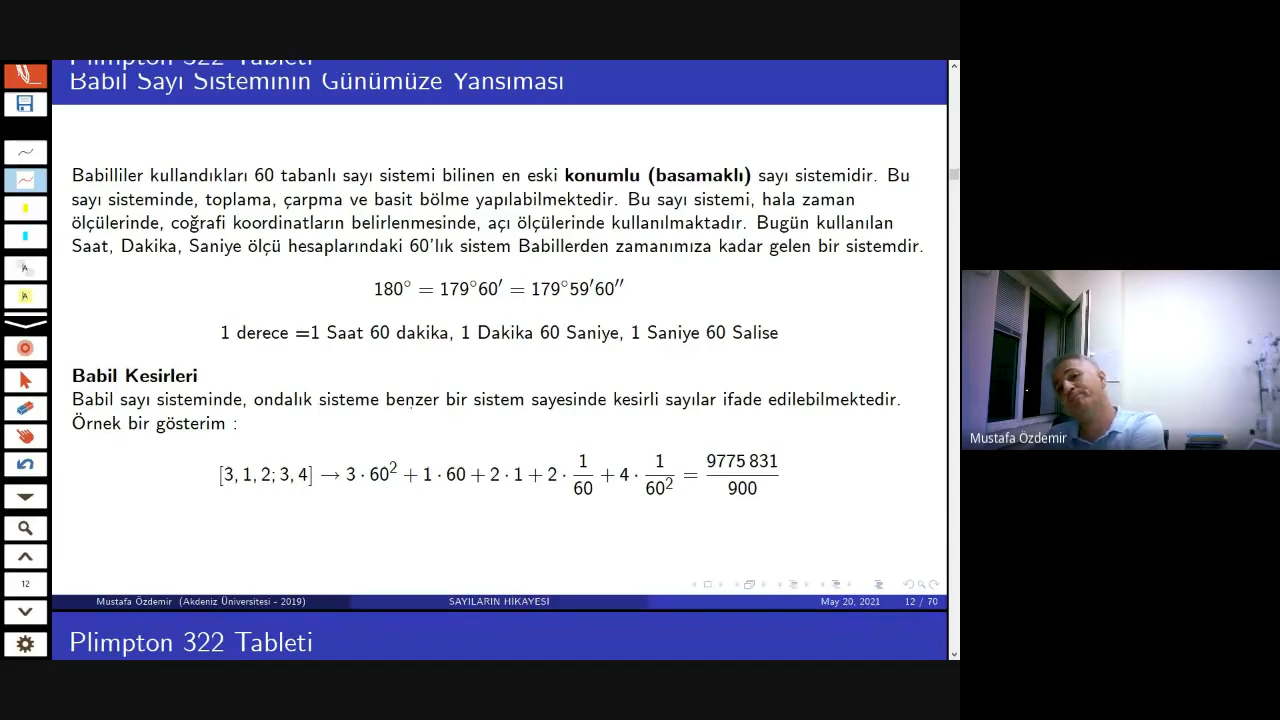 Plimpton 322 Tableti
Babil Sayı Sisteminin Günümüze Yansıması
Babilliler kullandıkları 60 tabanlı sayı sistemi bilinen en eski konumlu (basamaklı) sayı sistemidir. Bu
sayı sisteminde, toplama, çarpma ve basit bölme yapılabilmektedir. Bu sayı sistemi, hala zaman
ölçülerinde, coğrafi koordinatların belirlenmesinde, açı ölçülerinde kullanılmaktadır. Bugün kullanılan
Saat, Dakika, Saniye ölçü hesaplarındaki 60'lık sistem Babillerden zamanımıza kadar gelen bir sistemdir.
180° = 179°60′ = 179°59′60′′
1 derece =1 Saat 60 dakika, 1 Dakika 60 Saniye, 1 Saniye 60 Salise
Babil Kesirleri
Babil sayı sisteminde, ondalık sisteme benzer bir sistem sayesinde kesirli sayılar ifade edilebilmektedir.
Örnek bir gösterim :
[3, 1, 2; 3, 4] → 3 · 60² + 1 · 60 + 2 · 1 + 2 · 1/60 + 4 · 1/60² = 9775 831/900
Mustafa Özdemir (Akdeniz Üniversitesi - 2019) SAYILARIN HİKAYESİ May 20, 2021 12 / 70
Plimpton 322 Tableti
12
A
A
Mustafa Özdemir